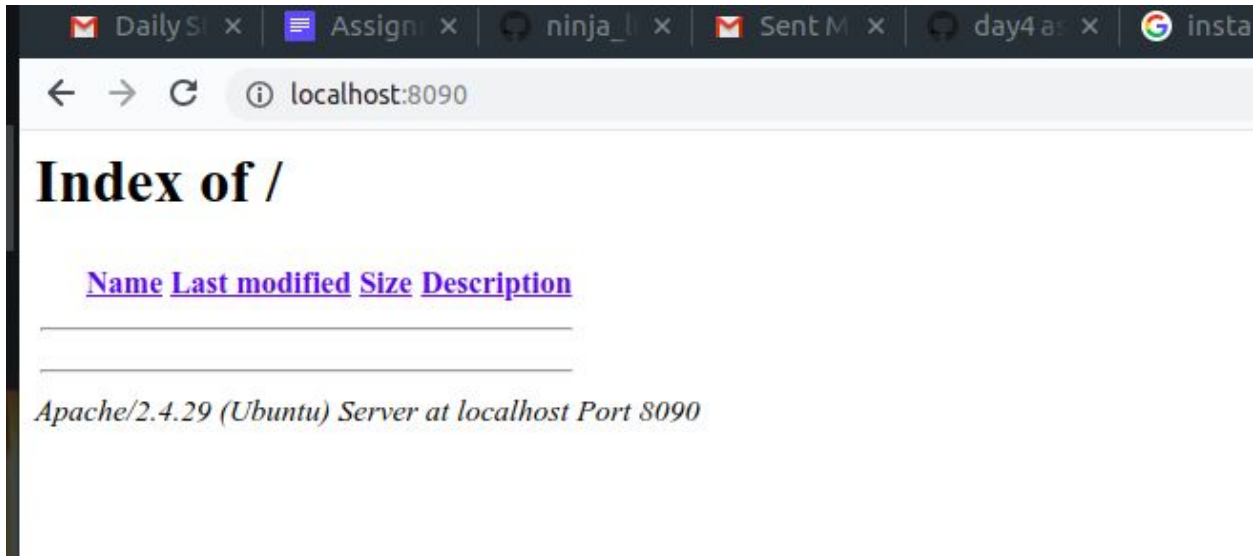 Daily S Assign ninja_l Sent M day4 as insta
localhost:8090
Index of /
Name Last modified Size Description
Apache/2.4.29 (Ubuntu) Server at localhost Port 8090